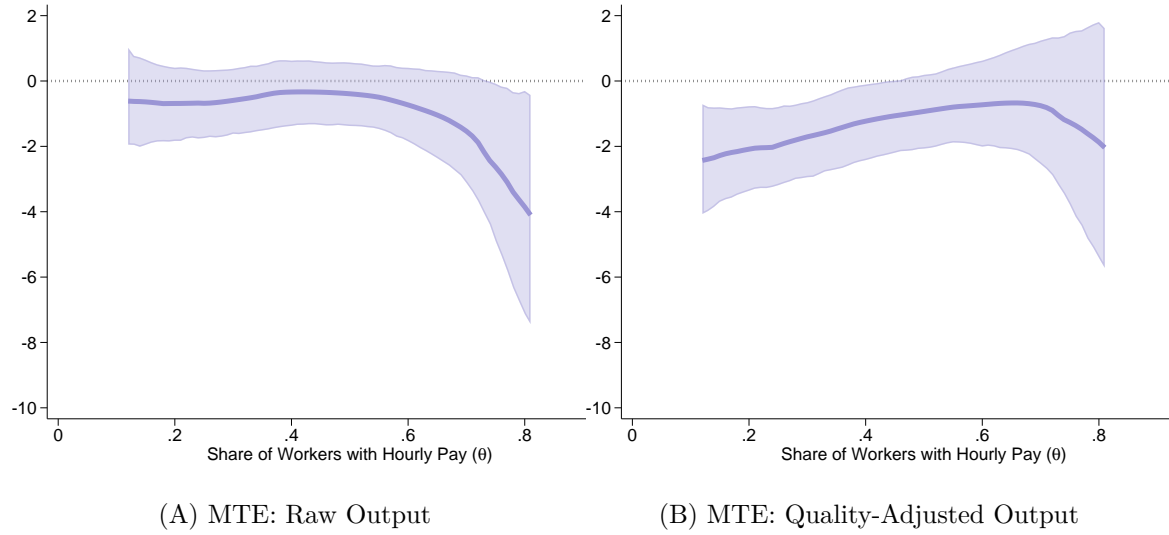 2
0
-2
-4
-6
-8
-10
0 .2 .4 .6 .8
Share of Workers with Hourly Pay (θ)
(A) MTE: Raw Output
2
0
-2
-4
-6
-8
-10
0 .2 .4 .6 .8
Share of Workers with Hourly Pay (θ)
(B) MTE: Quality-Adjusted Output